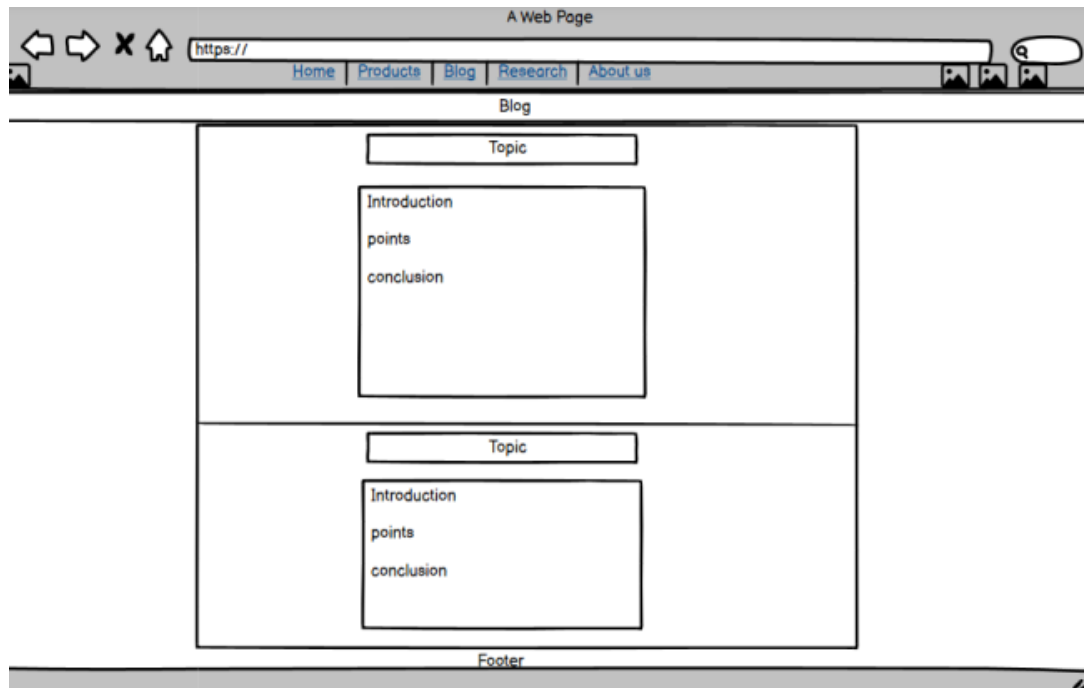 A Web Page
https://
Home Products Blog Research About us
Blog
Topic
Introduction
points
conclusion
Topic
Introduction
points
conclusion
Footer